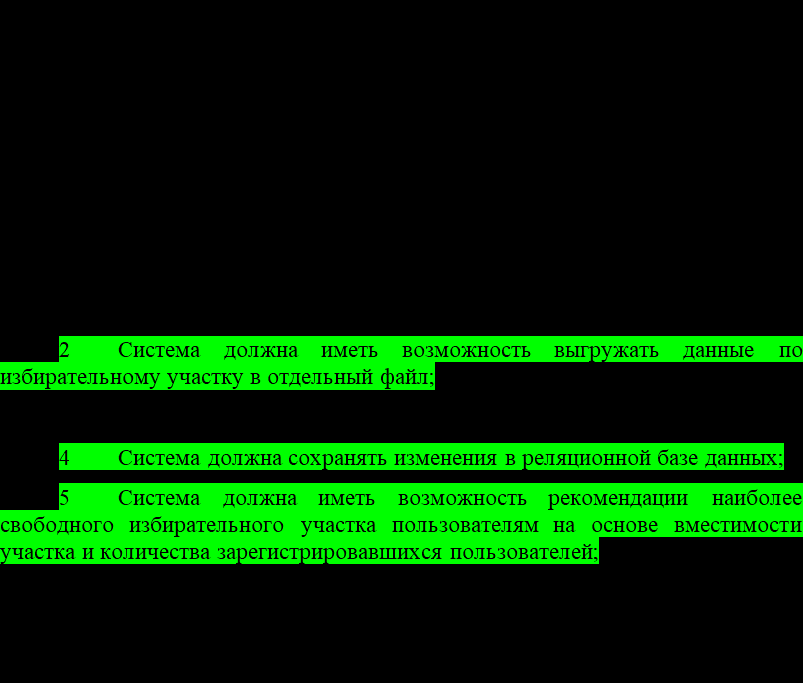 2 Система должна иметь возможность выгружать данные по
избирательному участку в отдельный файл;
4 Система должна сохранять изменения в реляционной базе данных;
5 Система должна иметь возможность рекомендации наиболее
свободного избирательного участка пользователям на основе вместимости
участка и количества зарегистрировавшихся пользователей;